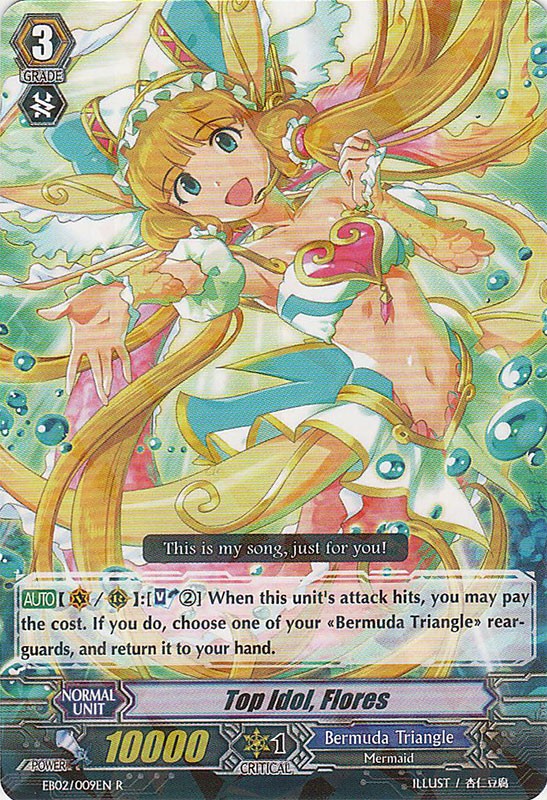 3
GRADE
This is my song, just for you!
AUTO【V/R】:[V②] When this unit's attack hits, you may pay
the cost. If you do, choose one of your «Bermuda Triangle» rear-
guards, and return it to your hand.
NORMAL
UNIT
Top Idol, Flores
POWER
10000
1
CRITICAL
Bermuda Triangle
Mermaid
EB02/009EN R
ILLUST / 杏仁豆腐